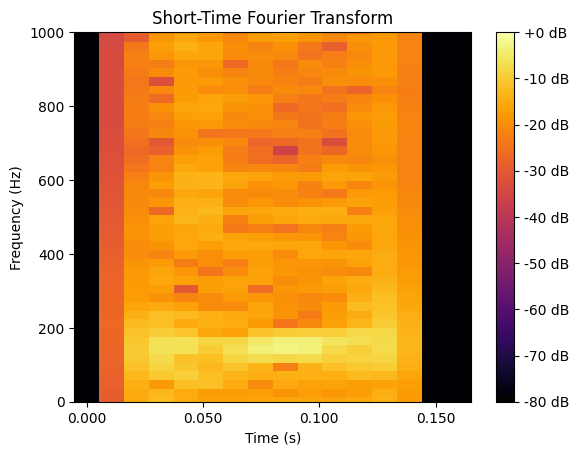 Short-Time Fourier Transform
1000
800
600
400
200
0
Frequency (Hz)
0.000
0.050
0.100
0.150
Time (s)
+0 dB
-10 dB
-20 dB
-30 dB
-40 dB
-50 dB
-60 dB
-70 dB
-80 dB